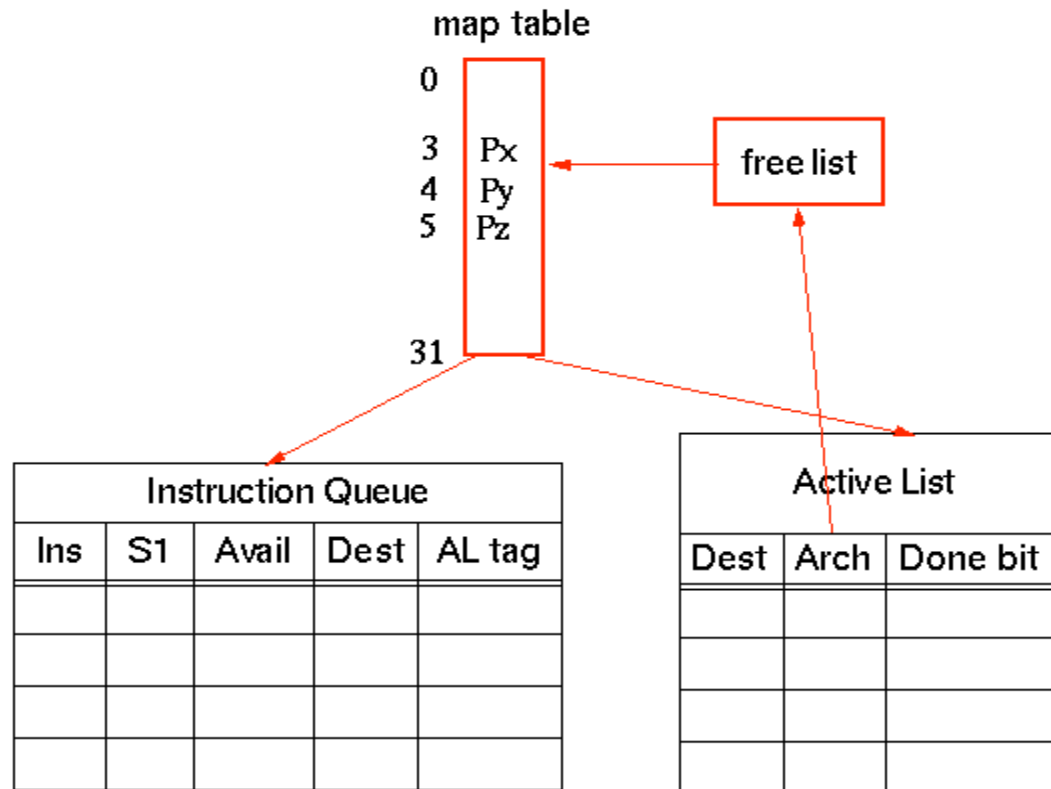 map table
0
3 Px
4 Py
5 Pz
31
free list
Instruction Queue
Ins S1 Avail Dest AL tag
Active List
Dest Arch Done bit